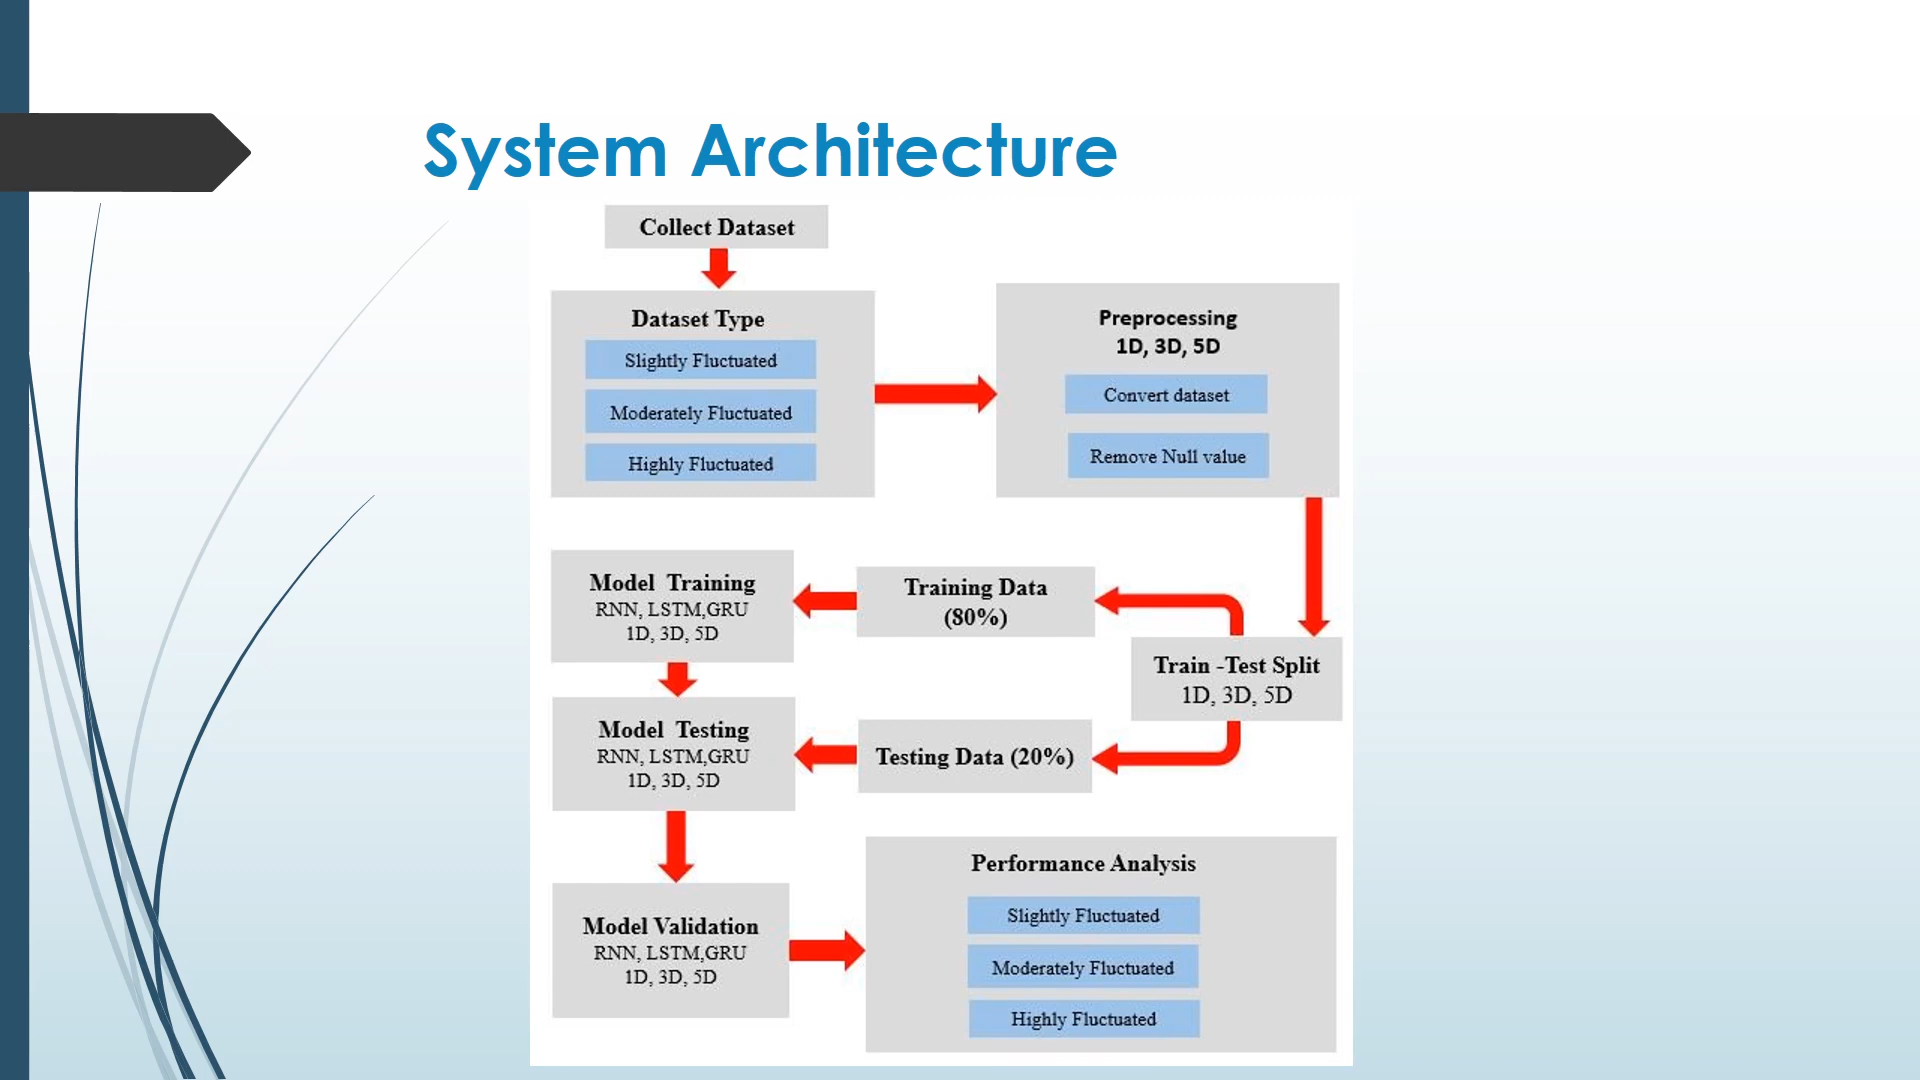 System Architecture
Collect Dataset
Dataset Type
Slightly Fluctuated
Moderately Fluctuated
Highly Fluctuated
Preprocessing
1D, 3D, 5D
Convert dataset
Remove Null value
Model  Training
RNN, LSTM,GRU
1D, 3D, 5D
Training Data
(80%)
Train -Test Split
1D, 3D, 5D
Model  Testing
RNN, LSTM,GRU
1D, 3D, 5D
Testing Data (20%)
Model Validation
RNN, LSTM,GRU
1D, 3D, 5D
Performance Analysis
Slightly Fluctuated
Moderately Fluctuated
Highly Fluctuated